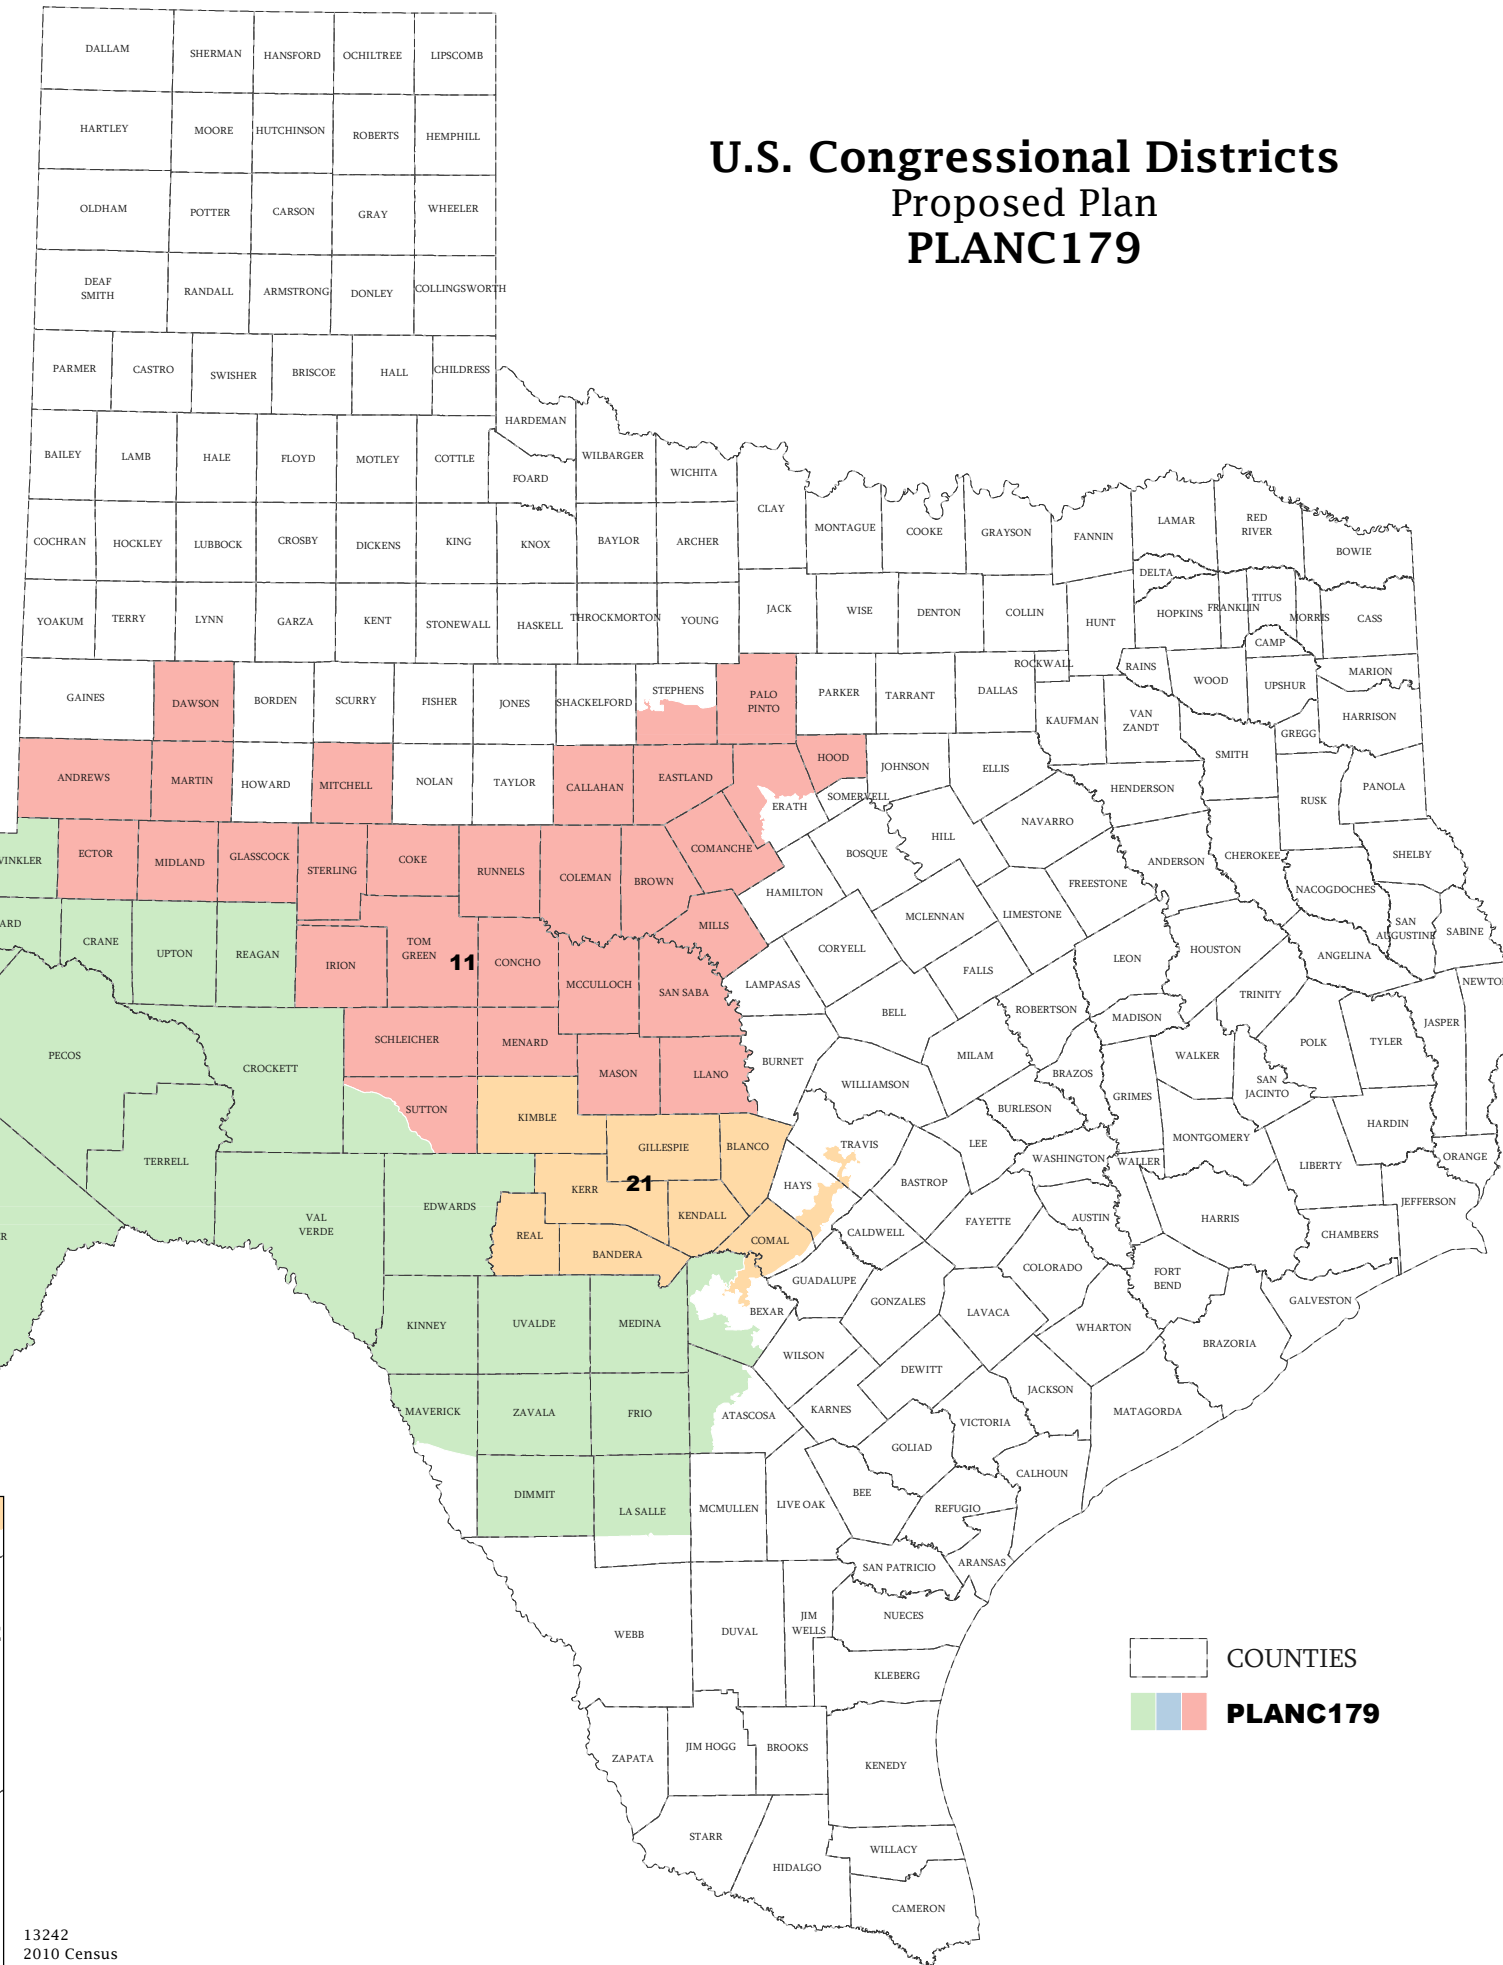 U.S. Congressional Districts
Proposed Plan
PLANC179
DALLAM
SHERMAN
HANSFORD
OCHILTREE
LIPSCOMB
HARTLEY
MOORE
HUTCHINSON
ROBERTS
HEMPHILL
OLDHAM
POTTER
CARSON
GRAY
WHEELER
DEAF
SMITH
RANDALL
ARMSTRONG
DONLEY
COLLINGSWORTH
PARMER
CASTRO
SWISHER
BRISCOE
HALL
CHILDRESS
HARDEMAN
BAILEY
LAMB
HALE
FLOYD
MOTLEY
COTTLE
FOARD
WILBARGER
WICHITA
CLAY
MONTAGUE
COOKE
GRAYSON
FANNIN
LAMAR
RED
RIVER
BOWIE
COCHRAN
HOCKLEY
LUBBOCK
CROSBY
DICKENS
KING
KNOX
BAYLOR
ARCHER
DELTA
YOAKUM
TERRY
LYNN
GARZA
KENT
STONEWALL
HASKELL
THROCKMORTON
YOUNG
JACK
WISE
DENTON
COLLIN
HUNT
HOPKINS
FRANKLIN
TITUS
MORRIS
CASS
CAMP
GAINES
DAWSON
BORDEN
SCURRY
FISHER
JONES
SHACKELFORD
STEPHENS
PALO
PINTO
PARKER
TARRANT
DALLAS
ROCKWALL
RAINS
WOOD
UPSHUR
MARION
KAUFMAN
VAN
ZANDT
GREGG
HARRISON
ANDREWS
MARTIN
HOWARD
MITCHELL
NOLAN
TAYLOR
CALLAHAN
EASTLAND
ERATH
HOOD
SOMERVELL
JOHNSON
ELLIS
HENDERSON
SMITH
RUSK
PANOLA
VINKLER
ECTOR
MIDLAND
GLASSCOCK
STERLING
COKE
RUNNELS
COLEMAN
BROWN
COMANCHE
HAMILTON
BOSQUE
HILL
NAVARRO
FREESTONE
ANDERSON
CHEROKEE
NACOGDOCHES
SHELBY
ARD
CRANE
UPTON
REAGAN
IRION
TOM
GREEN
11
CONCHO
MCCULLOCH
SAN SABA
MILLS
LAMPASAS
CORYELL
MCLENNAN
LIMESTONE
FALLS
LEON
HOUSTON
ANGELINA
SAN
AUGUSTINE
SABINE
NEWTO
PECOS
CROCKETT
SCHLEICHER
MENARD
MASON
LLANO
BURNET
BELL
MILAM
ROBERTSON
MADISON
TRINITY
POLK
TYLER
JASPER
WALKER
SAN
JACINTO
WILLIAMSON
BRAZOS
GRIMES
SUTTON
KIMBLE
GILLESPIE
BLANCO
TRAVIS
BURLESON
LEE
WASHINGTON
WALLER
MONTGOMERY
LIBERTY
HARDIN
ORANGE
TERRELL
R
VAL
VERDE
EDWARDS
REAL
KERR
21
KENDALL
BANDERA
COMAL
HAYS
BASTROP
CALDWELL
FAYETTE
AUSTIN
HARRIS
CHAMBERS
JEFFERSON
KINNEY
UVALDE
MEDINA
BEXAR
GUADALUPE
GONZALES
LAVACA
COLORADO
FORT
BEND
GALVESTON
WHARTON
BRAZORIA
MAVERICK
ZAVALA
FRIO
ATASCOSA
WILSON
KARNES
DEWITT
VICTORIA
JACKSON
MATAGORDA
DIMMIT
LA SALLE
MCMULLEN
LIVE OAK
BEE
GOLIAD
REFUGIO
CALHOUN
SAN PATRICIO
ARANSAS
WEBB
DUVAL
JIM
WELLS
NUECES
KLEBERG
ZAPATA
JIM HOGG
BROOKS
KENEDY
STARR
HIDALGO
WILLACY
CAMERON
COUNTIES
PLANC179
13242
2010 Census